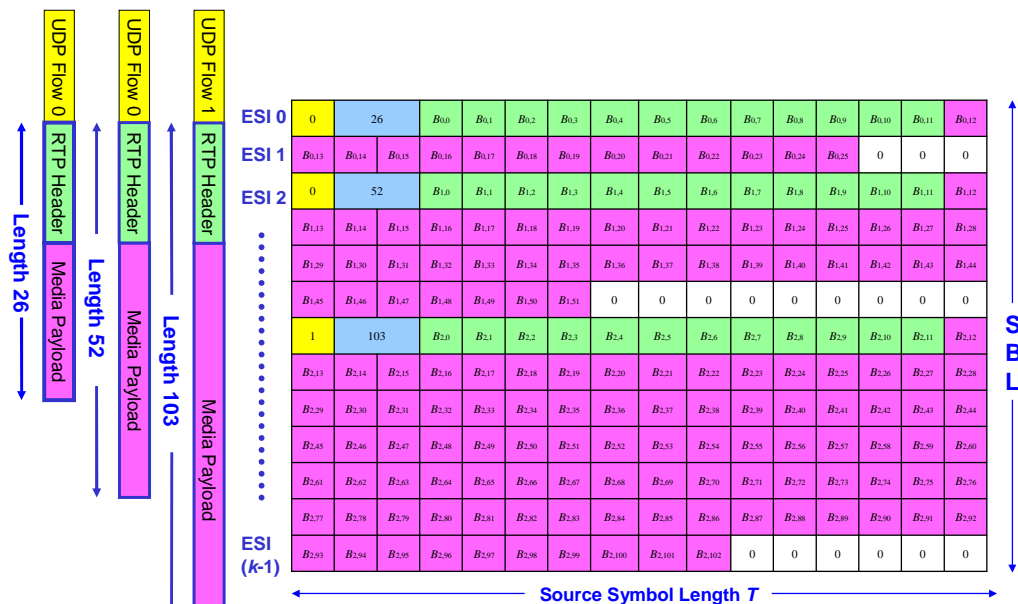 UDP Flow 0
RTP Header
Media Payload
Length 26
UDP Flow 0
RTP Header
Media Payload
Length 52
UDP Flow 1
RTP Header
Media Payload
Length 103
ESI 0 0 26 B0,0 B0,1 B0,2 B0,3 B0,4 B0,5 B0,6 B0,7 B0,8 B0,9 B0,10 B0,11 B0,12
ESI 1 B0,13 B0,14 B0,15 B0,16 B0,17 B0,18 B0,19 B0,20 B0,21 B0,22 B0,23 B0,24 B0,25 0 0 0
ESI 2 0 52 B1,0 B1,1 B1,2 B1,3 B1,4 B1,5 B1,6 B1,7 B1,8 B1,9 B1,10 B1,11 B1,12
B1,13 B1,14 B1,15 B1,16 B1,17 B1,18 B1,19 B1,20 B1,21 B1,22 B1,23 B1,24 B1,25 B1,26 B1,27 B1,28
B1,29 B1,30 B1,31 B1,32 B1,33 B1,34 B1,35 B1,36 B1,37 B1,38 B1,39 B1,40 B1,41 B1,42 B1,43 B1,44
B1,45 B1,46 B1,47 B1,48 B1,49 B1,50 B1,51 0 0 0 0 0 0 0 0 0
1 103 B2,0 B2,1 B2,2 B2,3 B2,4 B2,5 B2,6 B2,7 B2,8 B2,9 B2,10 B2,11 B2,12
B2,13 B2,14 B2,15 B2,16 B2,17 B2,18 B2,19 B2,20 B2,21 B2,22 B2,23 B2,24 B2,25 B2,26 B2,27 B2,28
B2,29 B2,30 B2,31 B2,32 B2,33 B2,34 B2,35 B2,36 B2,37 B2,38 B2,39 B2,40 B2,41 B2,42 B2,43 B2,44
B2,45 B2,46 B2,47 B2,48 B2,49 B2,50 B2,51 B2,52 B2,53 B2,54 B2,55 B2,56 B2,57 B2,58 B2,59 B2,60
B2,61 B2,62 B2,63 B2,64 B2,65 B2,66 B2,67 B2,68 B2,69 B2,70 B2,71 B2,72 B2,73 B2,74 B2,75 B2,76
B2,77 B2,78 B2,79 B2,80 B2,81 B2,82 B2,83 B2,84 B2,85 B2,86 B2,87 B2,88 B2,89 B2,90 B2,91 B2,92
ESI
(k-1) B2,93 B2,94 B2,95 B2,96 B2,97 B2,98 B2,99 B2,100 B2,101 B2,102 0 0 0 0 0 0
Source Symbol Length T
S
B
L